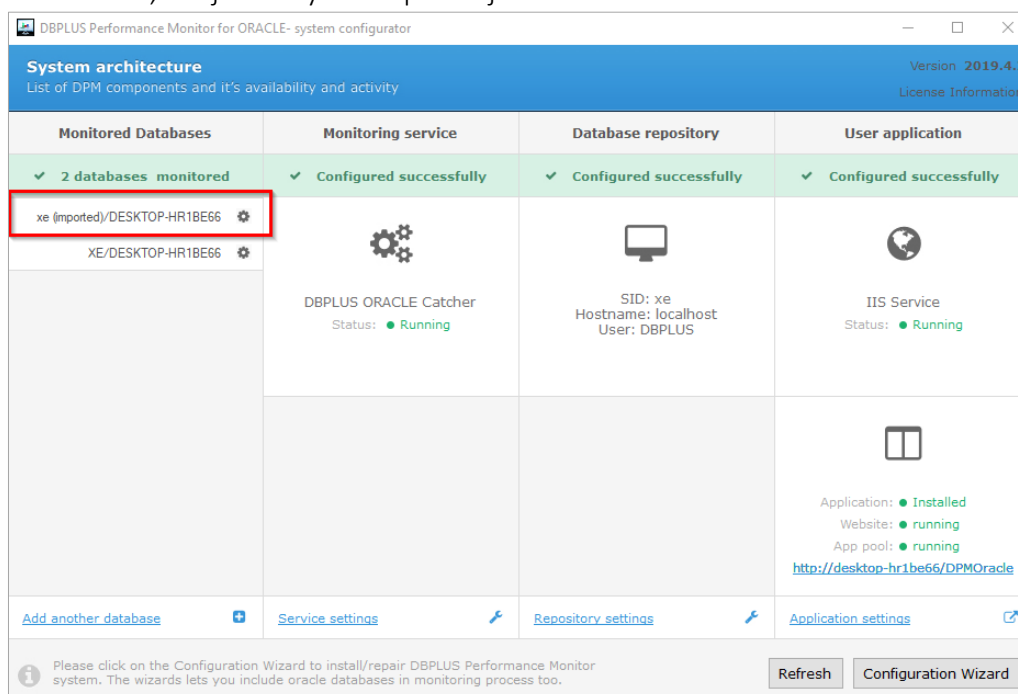 DBPLUS Performance Monitor for ORACLE- system configurator
System architecture
List of DPM components and it's availability and activity
Version 2019.4.
License Information
Monitored Databases
Monitoring service
Database repository
User application
2 databases monitored
Configured successfully
Configured successfully
Configured successfully
xe (imported)/DESKTOP-HR1BE66
XE/DESKTOP-HR1BE66
DBPLUS ORACLE Catcher
Status: Running
SID: xe
Hostname: localhost
User: DBPLUS
IIS Service
Status: Running
Application: Installed
Website: running
App pool: running
http://desktop-hr1be66/DPMOracle
Add another database
Service settings
Repository settings
Application settings
Please click on the Configuration Wizard to install/repair DBPLUS Performance Monitor
system. The wizards lets you include oracle databases in monitoring process too.
Refresh
Configuration Wizard